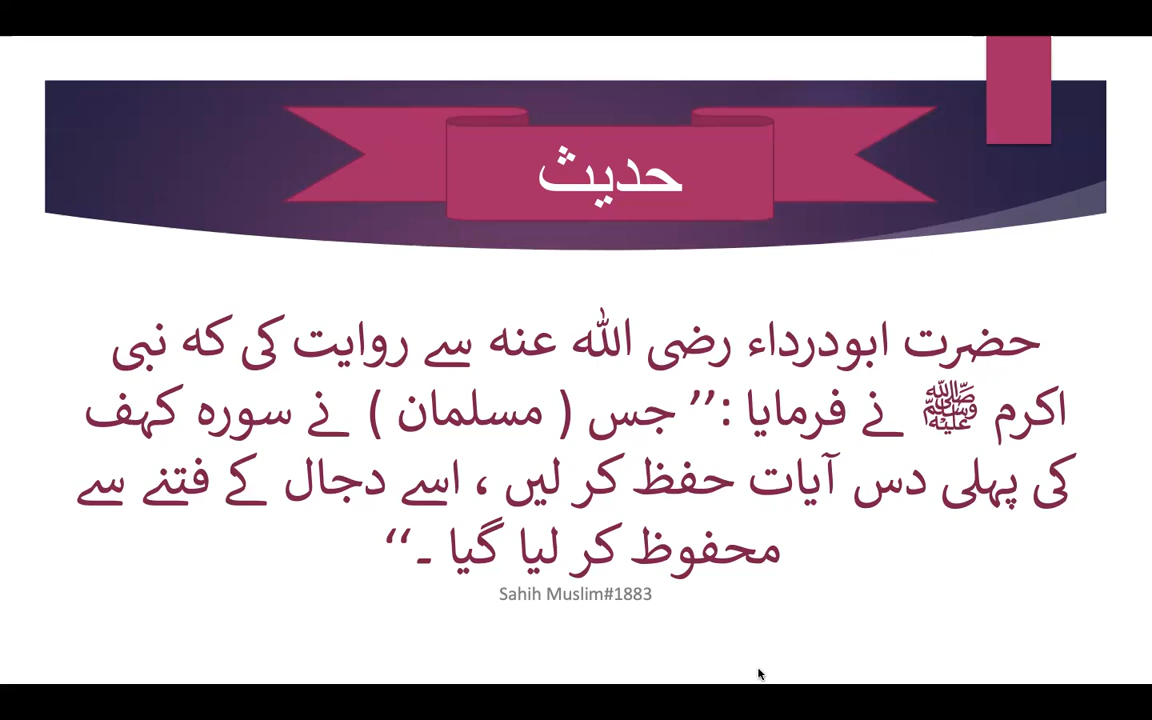 حدیث
حضرت ابودرداء رضی اللہ عنہ سے روایت کی کہ نبی
اکرم ﷺ نے فرمایا :’’ جس ( مسلمان ) نے سورہ کہف
کی پہلی دس آیات حفظ کر لیں ، اسے دجال کے فتنے سے
محفوظ کر لیا گیا ۔‘‘
Sahih Muslim#1883